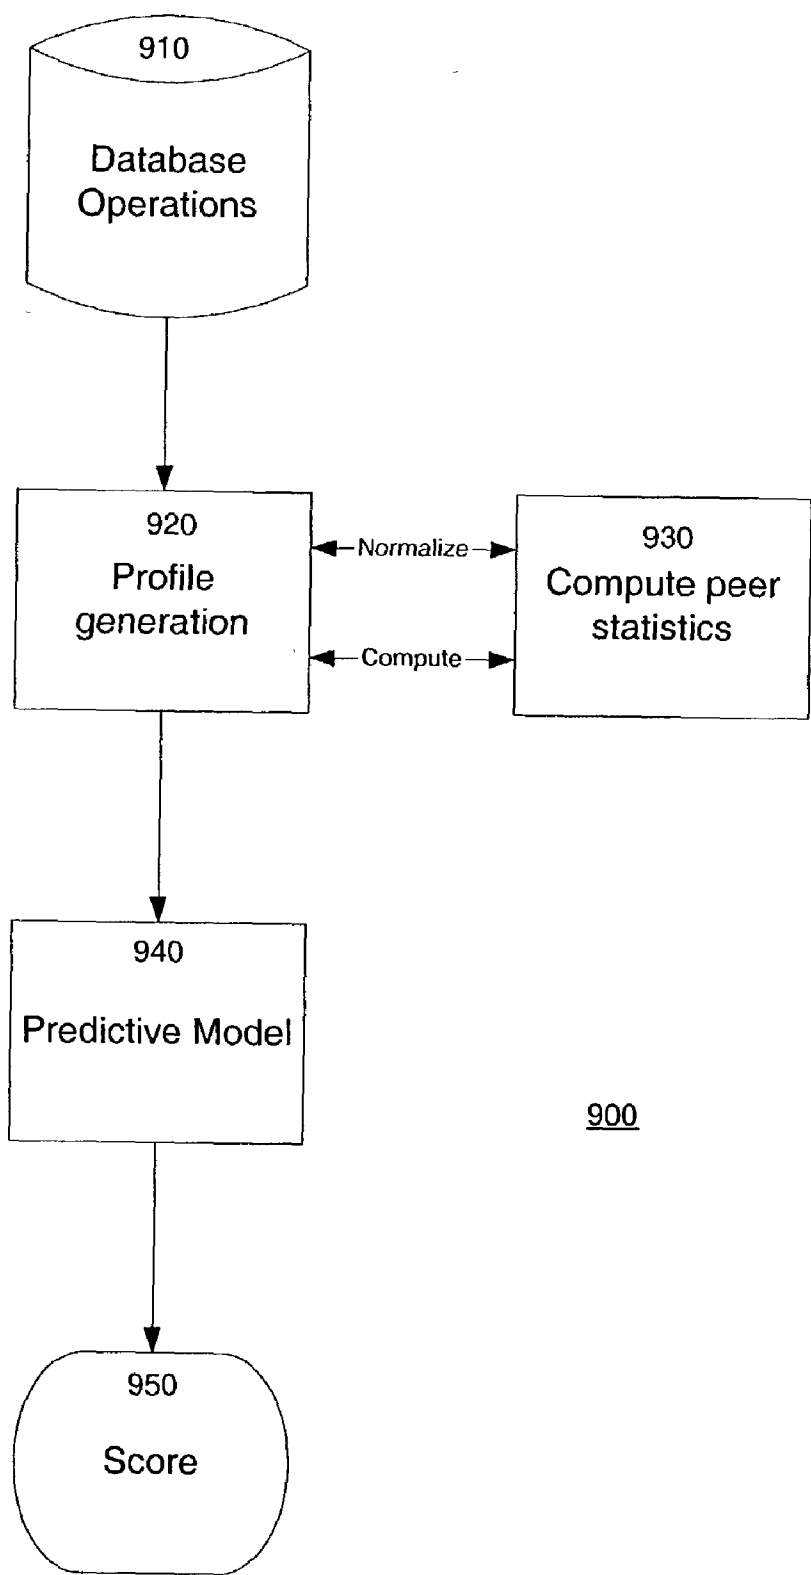 910
Database
Operations
920
Profile
generation
Normalize
Compute
930
Compute peer
statistics
940
Predictive Model
900
950
Score